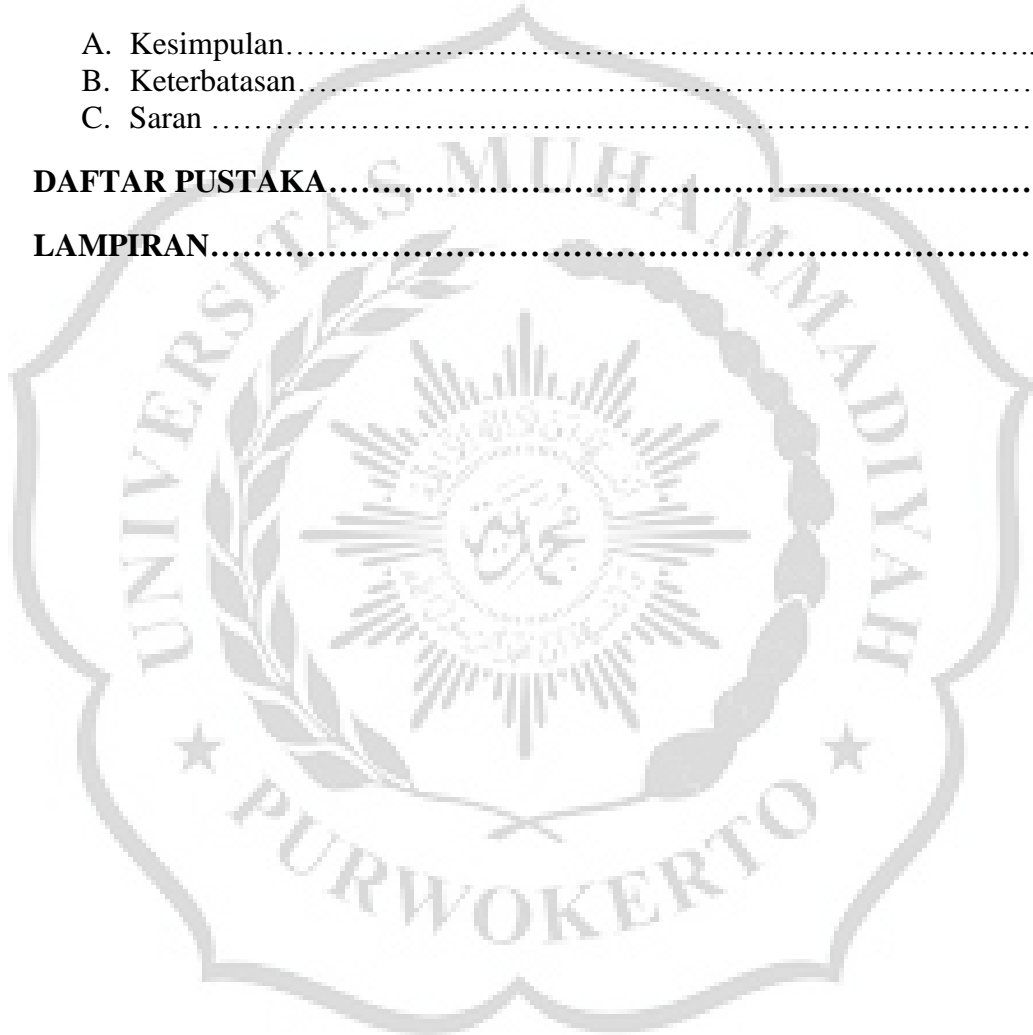 A. Kesimpulan……………………………………………………………………
B. Keterbatasan……………………………………………………………………
C. Saran ……………………………………………………………………
DAFTAR PUSTAKA……………………………………………………………
LAMPIRAN……………………………………………………………………
UNIVERSITAS MUHAMMADIYAH
★ PURWOKERTO ★